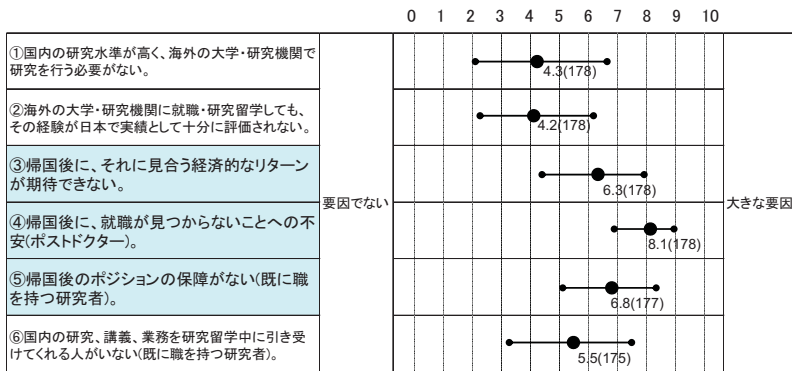 0 1 2 3 4 5 6 7 8 9 10
①国内の研究水準が高く、海外の大学・研究機関で
研究を行う必要がない。
4.3(178)
②海外の大学・研究機関に就職・研究留学しても、
その経験が日本で実績として十分に評価されない。
4.2(178)
③帰国後に、それに見合う経済的なリターン
が期待できない。
6.3(178)
要因でない
大きな要因
④帰国後に、就職が見つからないことへの不
安(ポストドクター)。
8.1(178)
⑤帰国後のポジションの保障がない(既に職
を持つ研究者)。
6.8(177)
⑥国内の研究、講義、業務を研究留学中に引き受
けてくれる人がいない(既に職を持つ研究者)。
5.5(175)